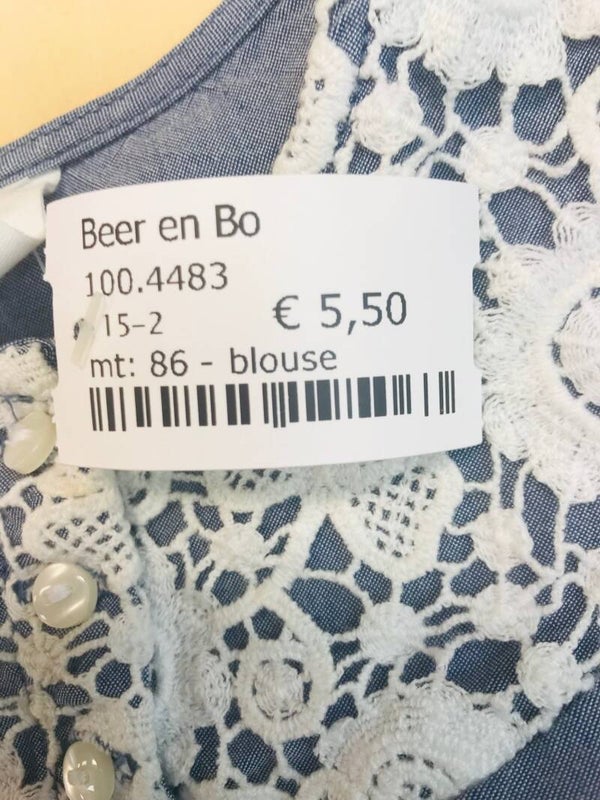 Beer en Bo
100.4483
15-2
€ 5,50
mt: 86 - blouse